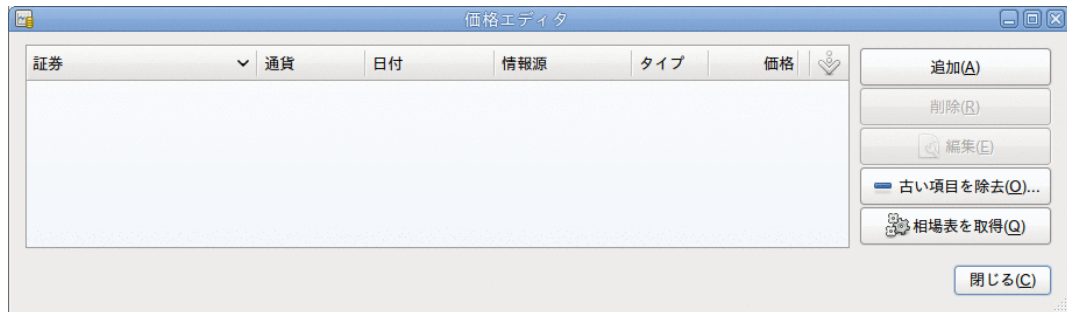 価格エディタ
証券 通貨 日付 情報源 タイプ 価格
追加(A)
削除(R)
編集(E)
古い項目を除去(O)...
相場表を取得(Q)
閉じる(C)